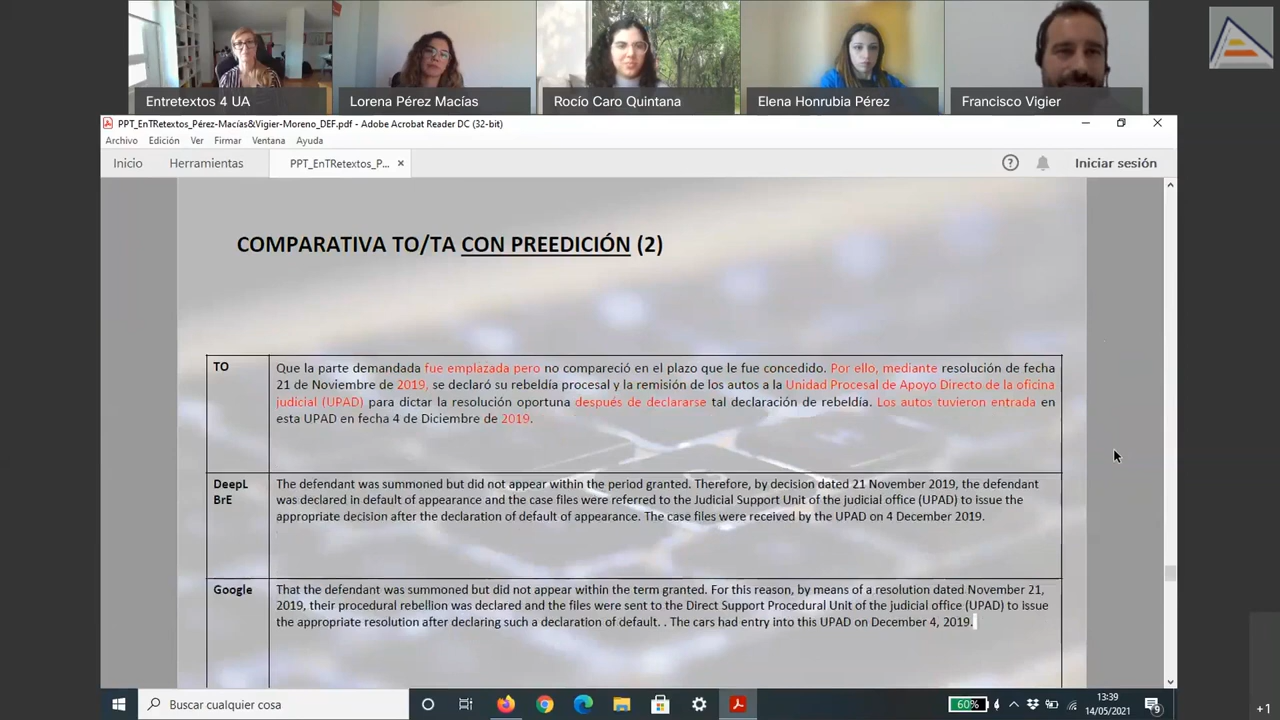 Entretextos 4 UA
Lorena Pérez Macías
Rocío Caro Quintana
Elena Honrubia Pérez
Francisco Vigier
PPT_EnTRetextos_Pérez-Macías&Vigier-Moreno_DEF.pdf - Adobe Acrobat Reader DC (32-bit)
Archivo Edición Ver Firmar Ventana Ayuda
Inicio Herramientas PPT_EnTRetextos_P... × ? Iniciar sesión
COMPARATIVA TO/TA CON PREEDICIÓN (2)
TO
Que la parte demandada fue emplazada pero no compareció en el plazo que le fue concedido. Por ello, mediante resolución de fecha
21 de Noviembre de 2019, se declaró su rebeldía procesal y la remisión de los autos a la Unidad Procesal de Apoyo Directo de la oficina
judicial (UPAD) para dictar la resolución oportuna después de declararse tal declaración de rebeldía. Los autos tuvieron entrada en
esta UPAD en fecha 4 de Diciembre de 2019.
DeepL
BrE
The defendant was summoned but did not appear within the period granted. Therefore, by decision dated 21 November 2019, the defendant
was declared in default of appearance and the case files were referred to the Judicial Support Unit of the judicial office (UPAD) to issue the
appropriate decision after the declaration of default of appearance. The case files were received by the UPAD on 4 December 2019.
Google
That the defendant was summoned but did not appear within the term granted. For this reason, by means of a resolution dated November 21,
2019, their procedural rebellion was declared and the files were sent to the Direct Support Procedural Unit of the judicial office (UPAD) to issue
the appropriate resolution after declaring such a declaration of default. . The cars had entry into this UPAD on December 4, 2019.
Buscar cualquier cosa
60%
13:39
14/05/2021
9
+1